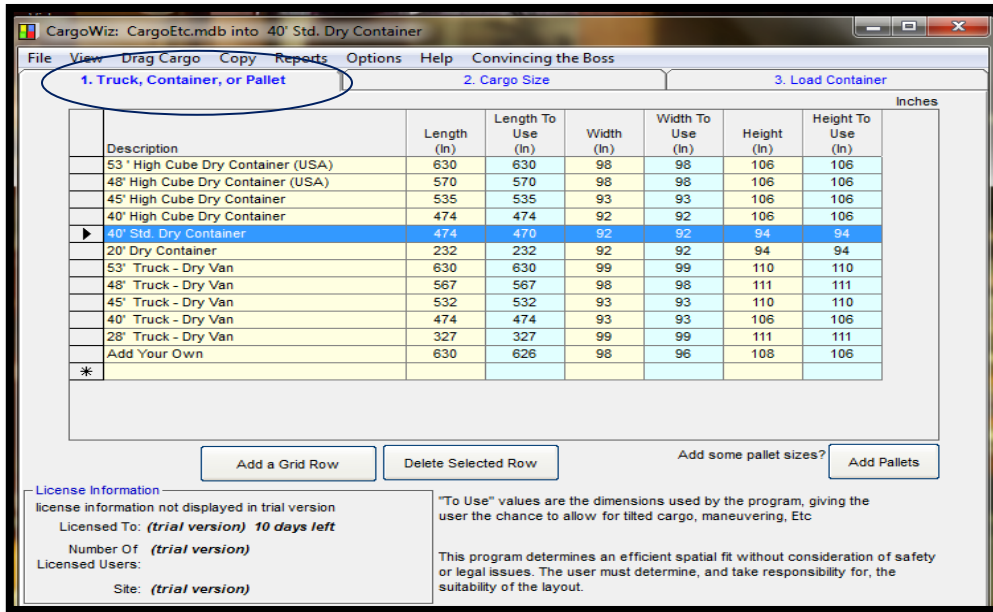 CargoWiz: CargoEtc.mdb into 40' Std. Dry Container
File View Drag Cargo Copy Reports Options Help Convincing the Boss
1. Truck, Container, or Pallet 2. Cargo Size 3. Load Container
Inches
Description Length (In) Length To Use (In) Width (In) Width To Use (In) Height (In) Height To Use (In)
53 ' High Cube Dry Container (USA) 630 630 98 98 106 106
48' High Cube Dry Container (USA) 570 570 98 98 106 106
45' High Cube Dry Container 535 535 93 93 106 106
40' High Cube Dry Container 474 474 92 92 106 106
40' Std. Dry Container 474 470 92 92 94 94
20' Dry Container 232 232 92 92 94 94
53' Truck - Dry Van 630 630 99 99 110 110
48' Truck - Dry Van 567 567 98 98 111 111
45' Truck - Dry Van 532 532 93 93 110 110
40' Truck - Dry Van 474 474 93 93 106 106
28' Truck - Dry Van 327 327 99 99 111 111
Add Your Own 630 626 98 96 108 106
Add a Grid Row Delete Selected Row Add some pallet sizes? Add Pallets
License Information
license information not displayed in trial version
Licensed To: (trial version) 10 days left
Number Of Licensed Users: (trial version)
Site: (trial version)
"To Use" values are the dimensions used by the program, giving the
user the chance to allow for tilted cargo, maneuvering, Etc
This program determines an efficient spatial fit without consideration of safety
or legal issues. The user must determine, and take responsibility for, the
suitability of the layout.